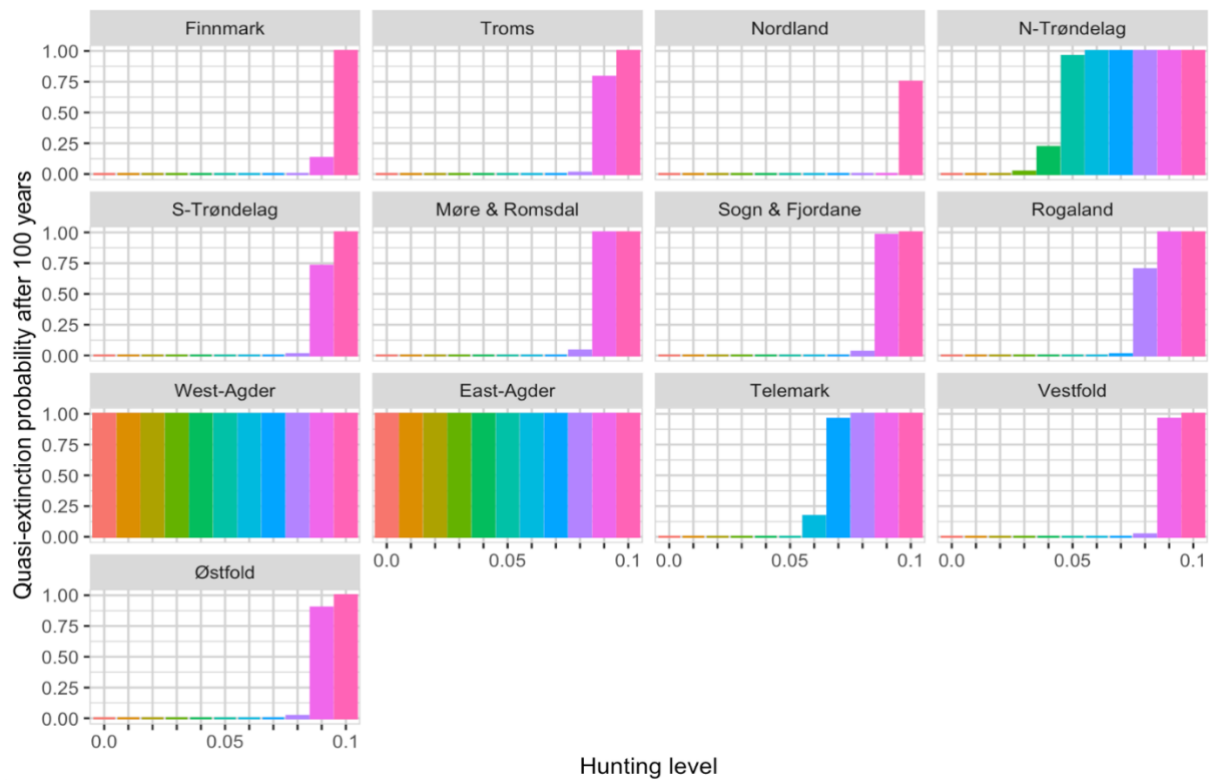 Finnmark Troms Nordland N-Trøndelag
1.00
0.75
0.50
0.25
0.00
S-Trøndelag Møre & Romsdal Sogn & Fjordane Rogaland
1.00
0.75
0.50
0.25
0.00
West-Agder East-Agder Telemark Vestfold
1.00
0.75
0.50
0.25
0.00
0.0 0.05 0.1 0.0 0.05 0.1 0.0 0.05 0.1
Østfold
1.00
0.75
0.50
0.25
0.00
0.0 0.05 0.1
Quasi-extinction probability after 100 years
Hunting level